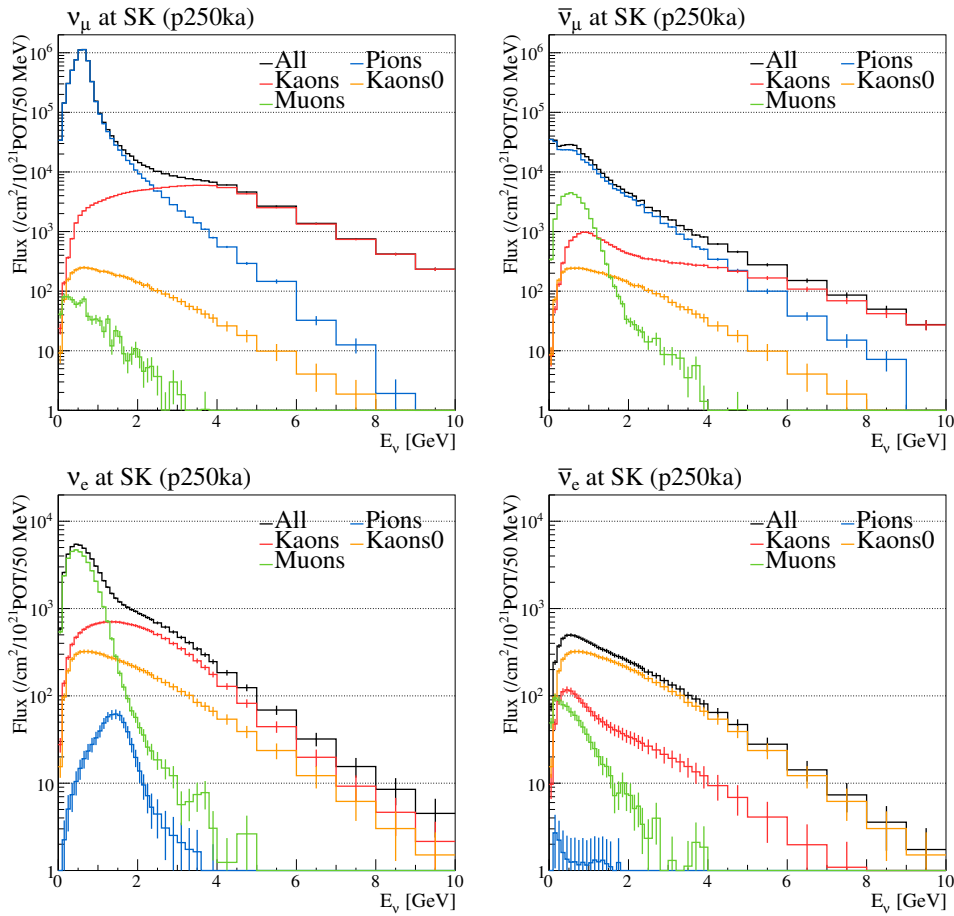 ν_μ at SK (p250ka)
Flux (/cm²/10²¹POT/50 MeV)
All Pions
Kaons Kaons0
Muons
10⁶
10⁵
10⁴
10³
10²
10
1
0 2 4 6 8 10
E_ν [GeV]
ν̅_μ at SK (p250ka)
Flux (/cm²/10²¹POT/50 MeV)
All Pions
Kaons Kaons0
Muons
10⁶
10⁵
10⁴
10³
10²
10
1
0 2 4 6 8 10
E_ν [GeV]
ν_e at SK (p250ka)
Flux (/cm²/10²¹POT/50 MeV)
All Pions
Kaons Kaons0
Muons
10⁴
10³
10²
10
1
0 2 4 6 8 10
E_ν [GeV]
ν̅_e at SK (p250ka)
Flux (/cm²/10²¹POT/50 MeV)
All Pions
Kaons Kaons0
Muons
10⁴
10³
10²
10
1
0 2 4 6 8 10
E_ν [GeV]